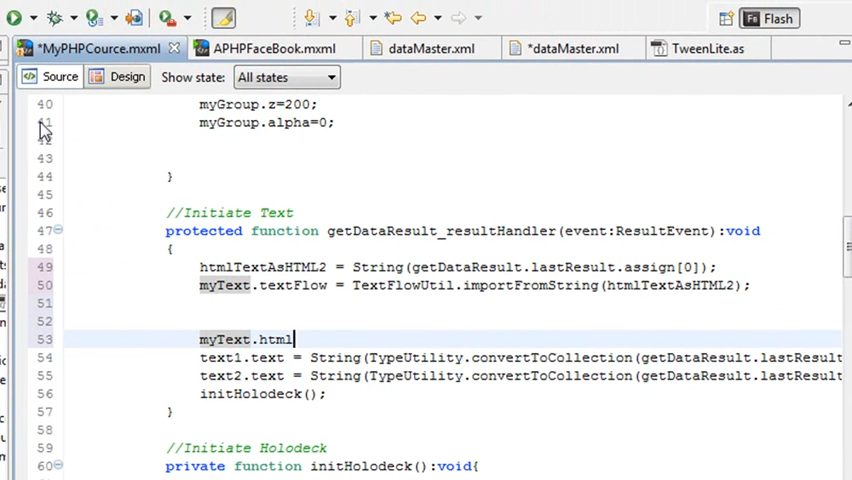 Flash
*MyPHPCource.mxml APHPFaceBook.mxml dataMaster.xml *dataMaster.xml TweenLite.as
Source Design Show state: All states
40 myGroup.z=200;
41 myGroup.alpha=0;
42
43
44 }
45
46 //Initiate Text
47 protected function getDataResult_resultHandler(event:ResultEvent):void
48 {
49 htmlTextAsHTML2 = String(getDataResult.lastResult.assign[0]);
50 myText.textFlow = TextFlowUtil.importFromString(htmlTextAsHTML2);
51
52
53 myText.html
54 text1.text = String(TypeUtility.convertToCollection(getDataResult.lastResult
55 text2.text = String(TypeUtility.convertToCollection(getDataResult.lastResult
56 initHolodeck();
57 }
58
59 //Initiate Holodeck
60 private function initHolodeck():void{